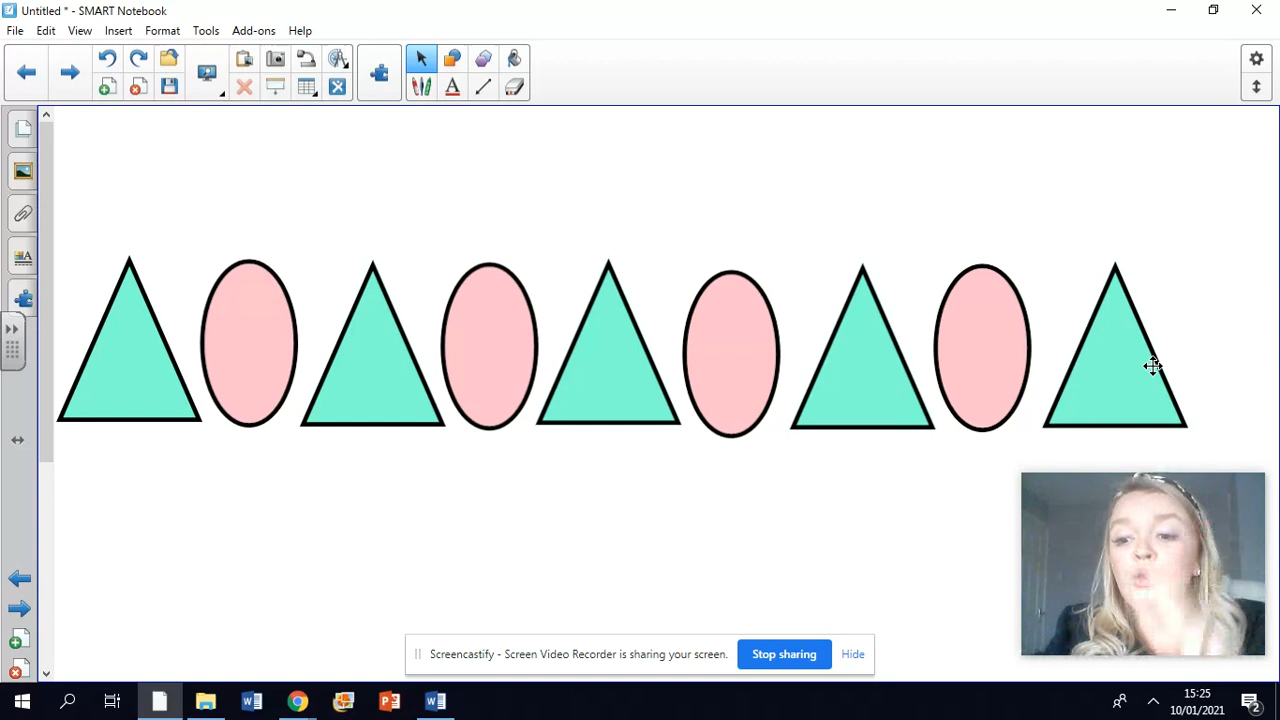 Untitled * - SMART Notebook
File Edit View Insert Format Tools Add-ons Help
Screencastify - Screen Video Recorder is sharing your screen. Stop sharing Hide
15:25
10/01/2021
2